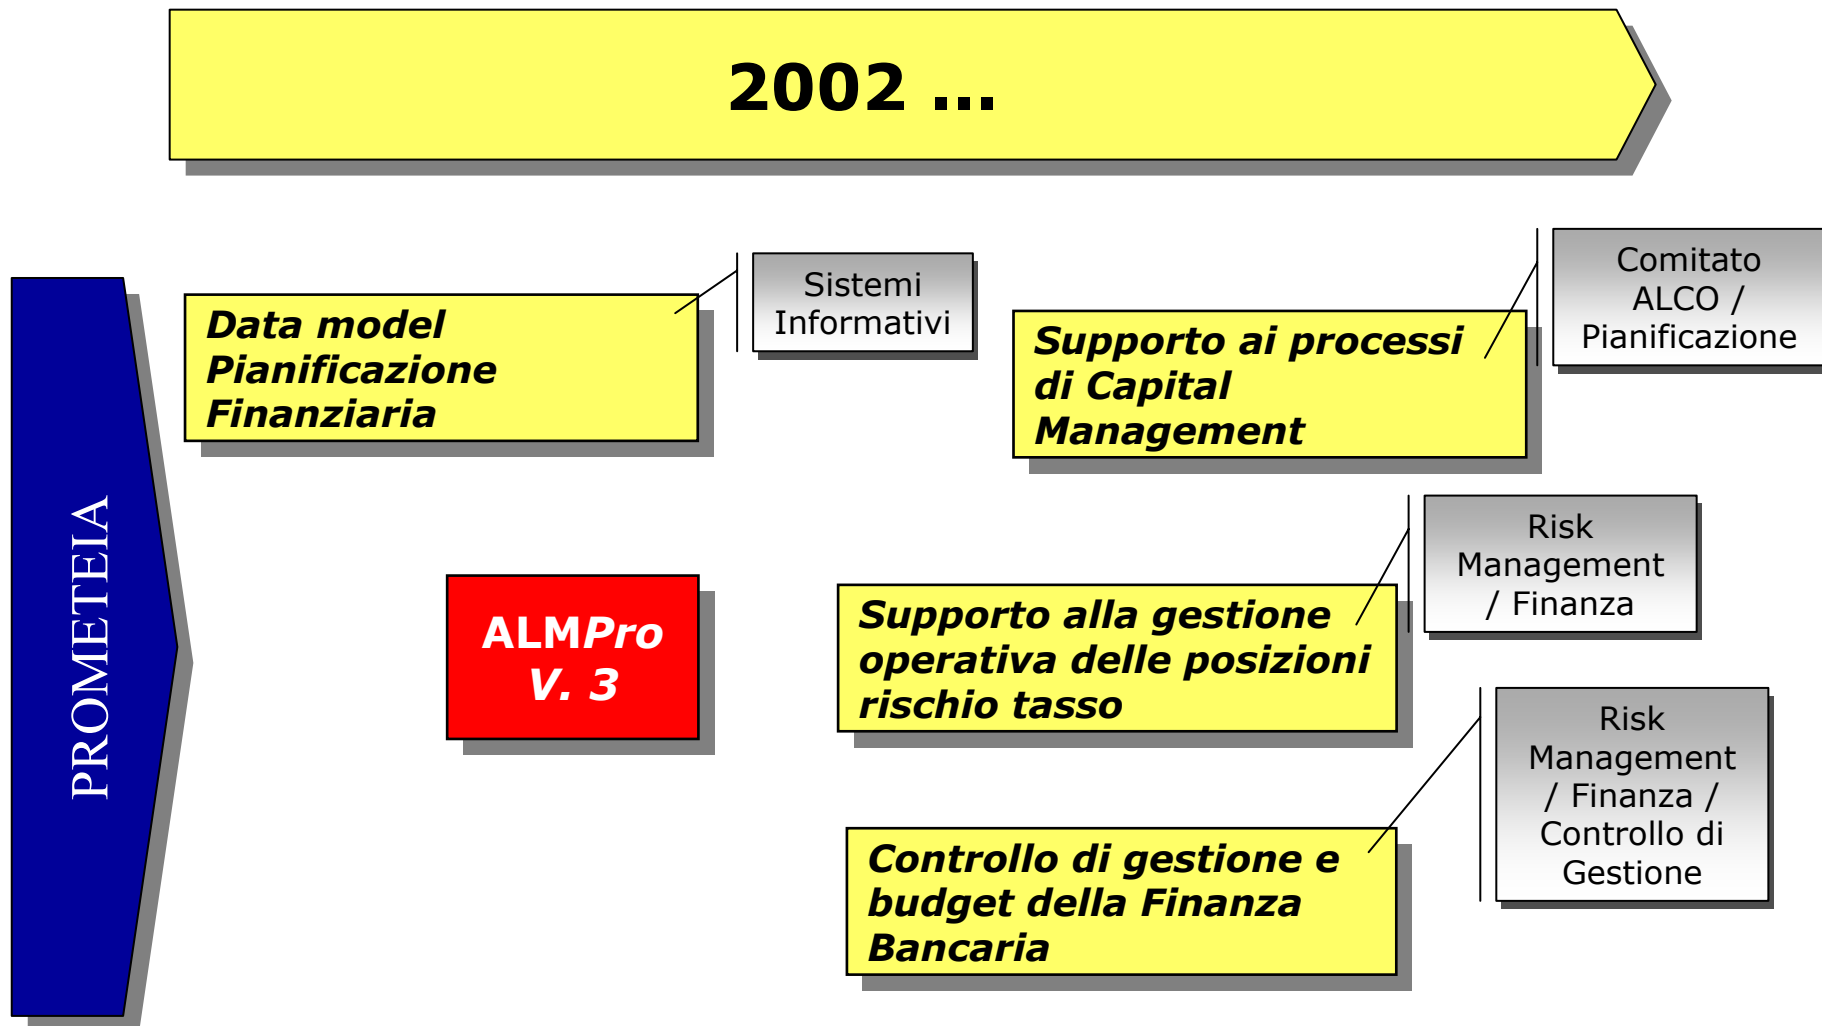 2002 ...
PROMETEIA
Data model
Pianificazione
Finanziaria
Sistemi
Informativi
Supporto ai processi
di Capital
Management
Comitato
ALCO /
Pianificazione
ALMPro
V. 3
Supporto alla gestione
operativa delle posizioni
rischio tasso
Risk
Management
/ Finanza
Controllo di gestione e
budget della Finanza
Bancaria
Risk
Management
/ Finanza /
Controllo di
Gestione